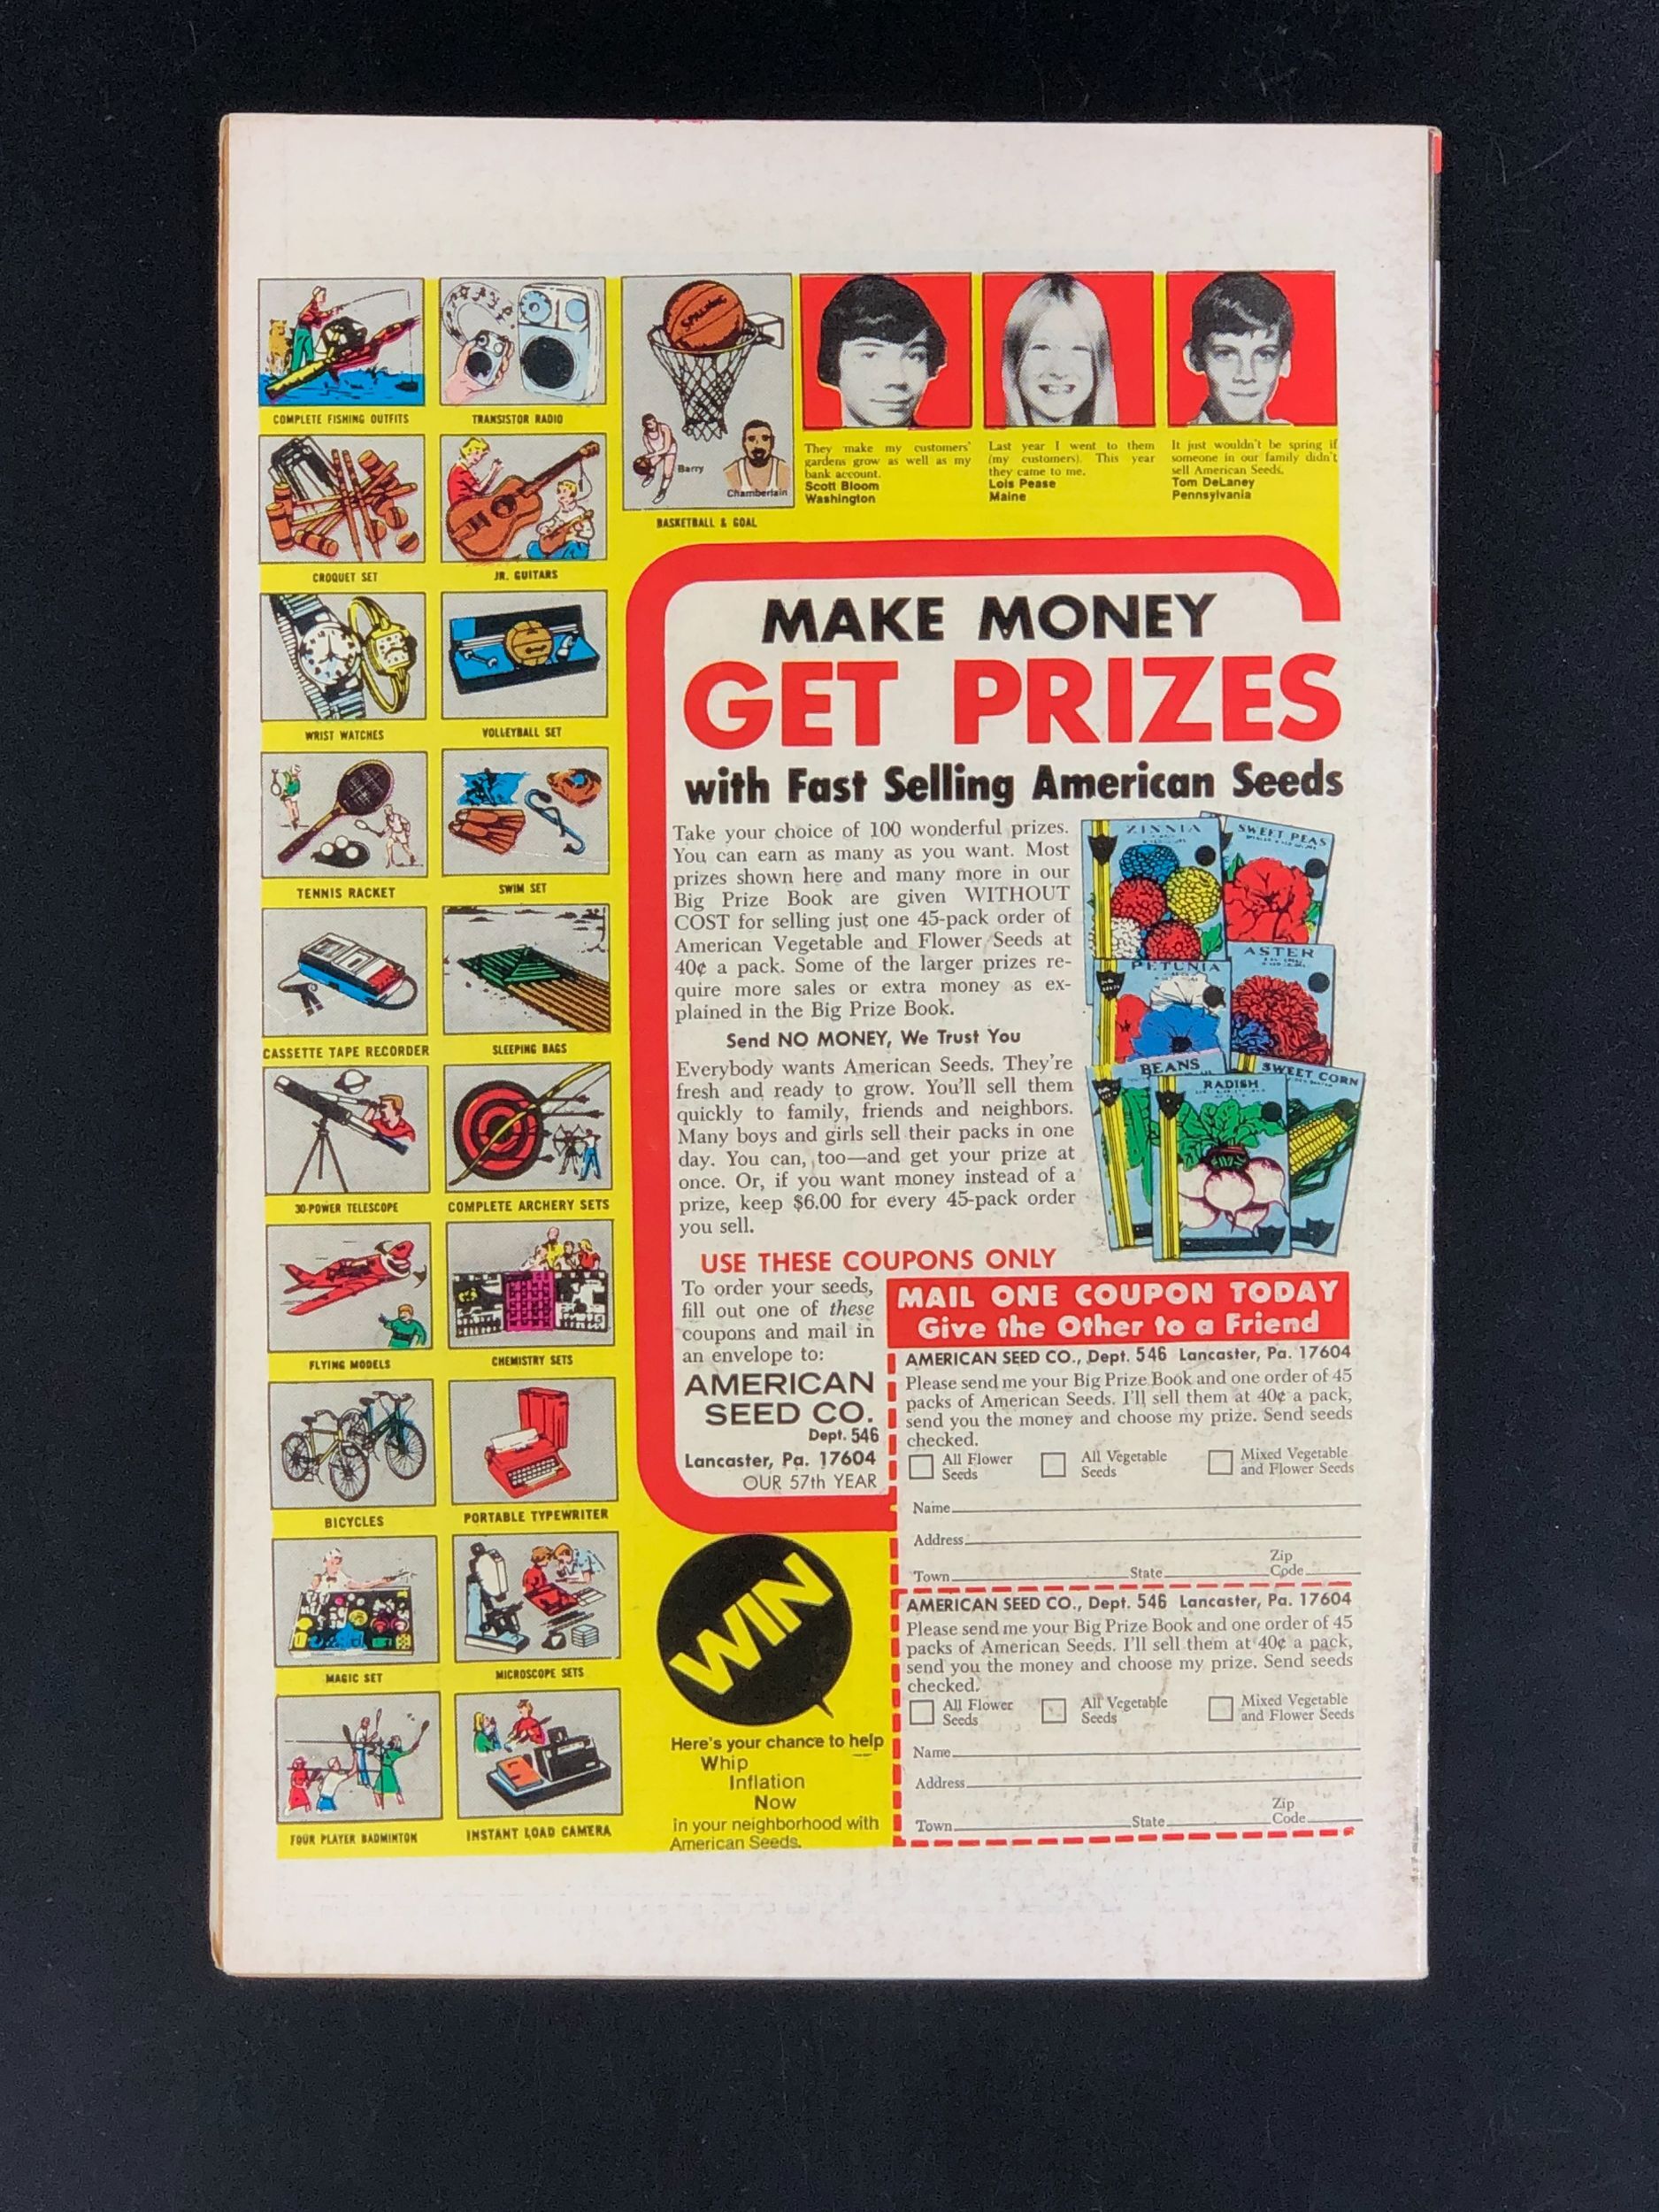 COMPLETE FISHING OUTFITS
TRANSISTOR RADIO
CROQUET SET
JR. GUITARS
WRIST WATCHES
VOLLEYBALL SET
TENNIS RACKET
SWIM SET
CASSETTE TAPE RECORDER
SLEEPING BAGS
30-POWER TELESCOPE
COMPLETE ARCHERY SETS
FLYING MODELS
CHEMISTRY SETS
BICYCLES
PORTABLE TYPEWRITER
MAGIC SET
MICROSCOPE SETS
FOUR PLAYER BADMINTON
INSTANT LOAD CAMERA
SPALDING
Barry
Chamberlain
BASKETBALL & GOAL
They make my customers'
gardens grow as well as my
bank account.
Scott Bloom
Washington
Last year I went to them
(my customers). This year
they came to me.
Lois Pease
Maine
It just wouldn't be spring if
someone in our family didn't
sell American Seeds.
Tom DeLaney
Pennsylvania
MAKE MONEY
GET PRIZES
with Fast Selling American Seeds
Take your choice of 100 wonderful prizes.
You can earn as many as you want. Most
prizes shown here and many more in our
Big Prize Book are given WITHOUT
COST for selling just one 45-pack order of
American Vegetable and Flower Seeds at
40¢ a pack. Some of the larger prizes re-
quire more sales or extra money as ex-
plained in the Big Prize Book.
Send NO MONEY, We Trust You
Everybody wants American Seeds. They're
fresh and ready to grow. You'll sell them
quickly to family, friends and neighbors.
Many boys and girls sell their packs in one
day. You can, too—and get your prize at
once. Or, if you want money instead of a
prize, keep $6.00 for every 45-pack order
you sell.
ZINNIA
SWEET PEAS
PETUNIA
ASTER
BEANS
RADISH
SWEET CORN
USE THESE COUPONS ONLY
To order your seeds,
fill out one of these
coupons and mail in
an envelope to:
AMERICAN
SEED CO.
Dept. 546
Lancaster, Pa. 17604
OUR 57th YEAR
MAIL ONE COUPON TODAY
Give the Other to a Friend
AMERICAN SEED CO., Dept. 546 Lancaster, Pa. 17604
Please send me your Big Prize Book and one order of 45
packs of American Seeds. I'll sell them at 40¢ a pack,
send you the money and choose my prize. Send seeds
checked.
All Flower Seeds
All Vegetable Seeds
Mixed Vegetable and Flower Seeds
Name
Address
Town State Zip Code
AMERICAN SEED CO., Dept. 546 Lancaster, Pa. 17604
Please send me your Big Prize Book and one order of 45
packs of American Seeds. I'll sell them at 40¢ a pack,
send you the money and choose my prize. Send seeds
checked.
All Flower Seeds
All Vegetable Seeds
Mixed Vegetable and Flower Seeds
Name
Address
Town State Zip Code
WIN
Here's your chance to help
Whip
Inflation
Now
in your neighborhood with
American Seeds.